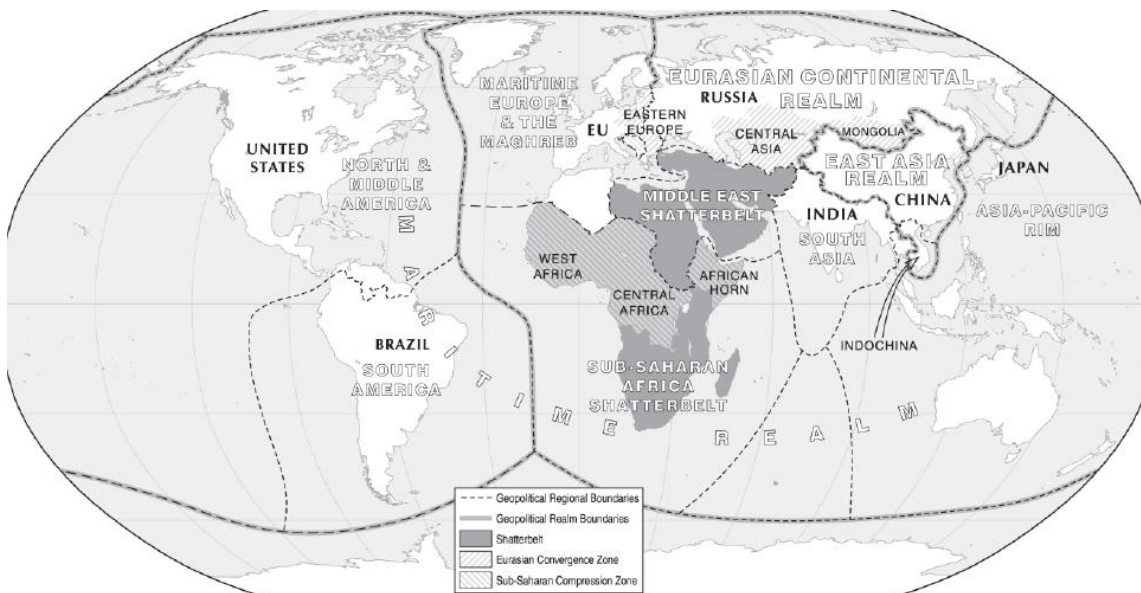 MARITIME
EUROPE
& THE
MAGHREB
EURASIAN CONTINENTAL
REALM
RUSSIA
EU
EASTERN
EUROPE
CENTRAL
ASIA
MONGOLIA
UNITED
STATES
NORTH &
MIDDLE
AMERICA
EAST ASIA
REALM
CHINA
JAPAN
ASIA-PACIFIC
RIM
MIDDLE EAST
SHATTERBELT
INDIA
SOUTH
ASIA
WEST
AFRICA
CENTRAL
AFRICA
AFRICAN
HORN
INDOCHINA
BRAZIL
SOUTH
AMERICA
SUB-SAHARAN
AFRICA
SHATTERBELT
MARITIME REALM
Geopolitical Regional Boundaries
Geopolitical Realm Boundaries
Shatterbelt
Eurasian Convergence Zone
Sub-Saharan Compression Zone